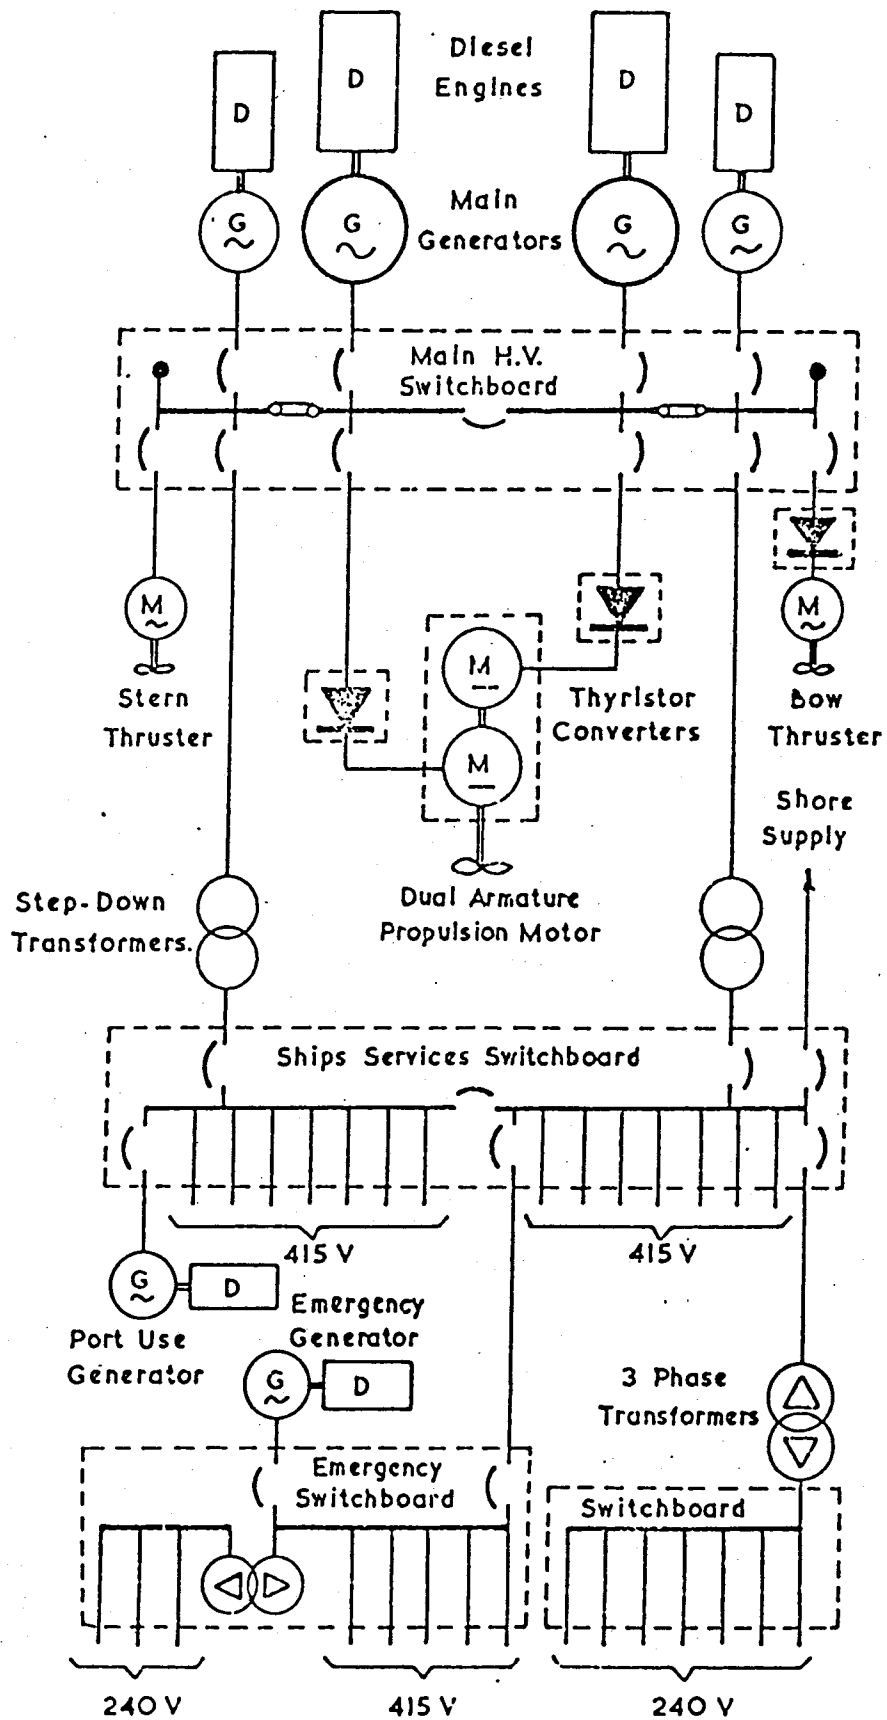 Diesel
Engines
D
D
D
D
Main
Generators
G
G
G
G
Main H.V.
Switchboard
M
M
M
M
Stern
Thruster
Thyristor
Converters
Bow
Thruster
Shore
Supply
Step-Down
Transformers.
Dual Armature
Propulsion Motor
Ships Services Switchboard
415 V
415 V
G
D
Port Use
Generator
Emergency
Generator
G
D
3 Phase
Transformers
Emergency
Switchboard
Switchboard
240 V
415 V
240 V